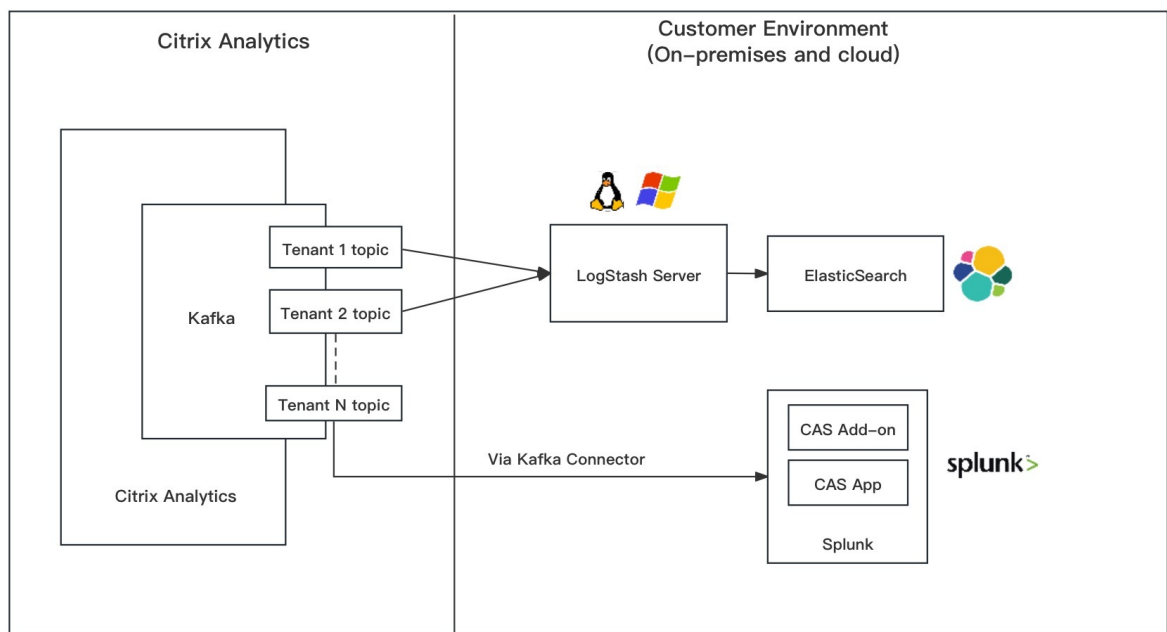 Citrix Analytics
Customer Environment
(On-premises and cloud)
Tenant 1 topic
LogStash Server
ElasticSearch
Kafka
Tenant 2 topic
Tenant N topic
CAS Add-on
Via Kafka Connector
splunk>
CAS App
Citrix Analytics
Splunk